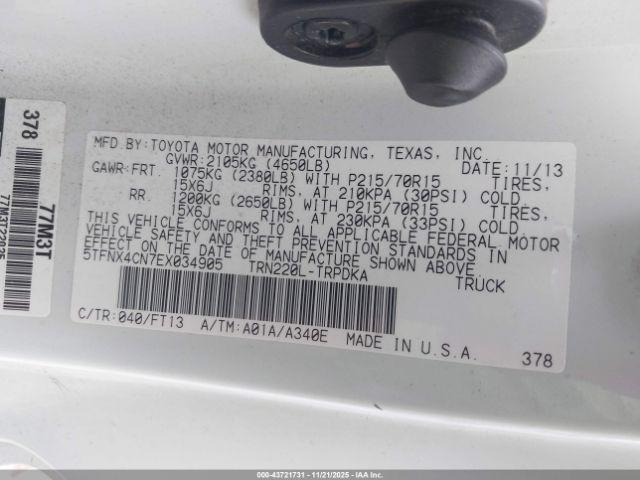 MFD.BY:TOYOTA MOTOR MANUFACTURING, TEXAS, INC.
GVWR:2105KG (4650LB) DATE:11/13
GAWR:FRT. 1075KG (2380LB) WITH P215/70R15 TIRES,
15X6J RIMS, AT 210KPA (30PSI) COLD.
RR. 1200KG (2650LB) WITH P215/70R15 TIRES,
15X6J RIMS, AT 230KPA (33PSI) COLD.
THIS VEHICLE CONFORMS TO ALL APPLICABLE FEDERAL MOTOR
VEHICLE SAFETY AND THEFT PREVENTION STANDARDS IN
EFFECT ON THE DATE OF MANUFACTURE SHOWN ABOVE.
5TFNX4CN7EX034905 TRN220L-TRPDKA TRUCK
C/TR:040/FT13 A/TM:A01A/A340E MADE IN U.S.A. 378
378
77M3T
000-43721731 - 11/21/2025 - IAAI.CA